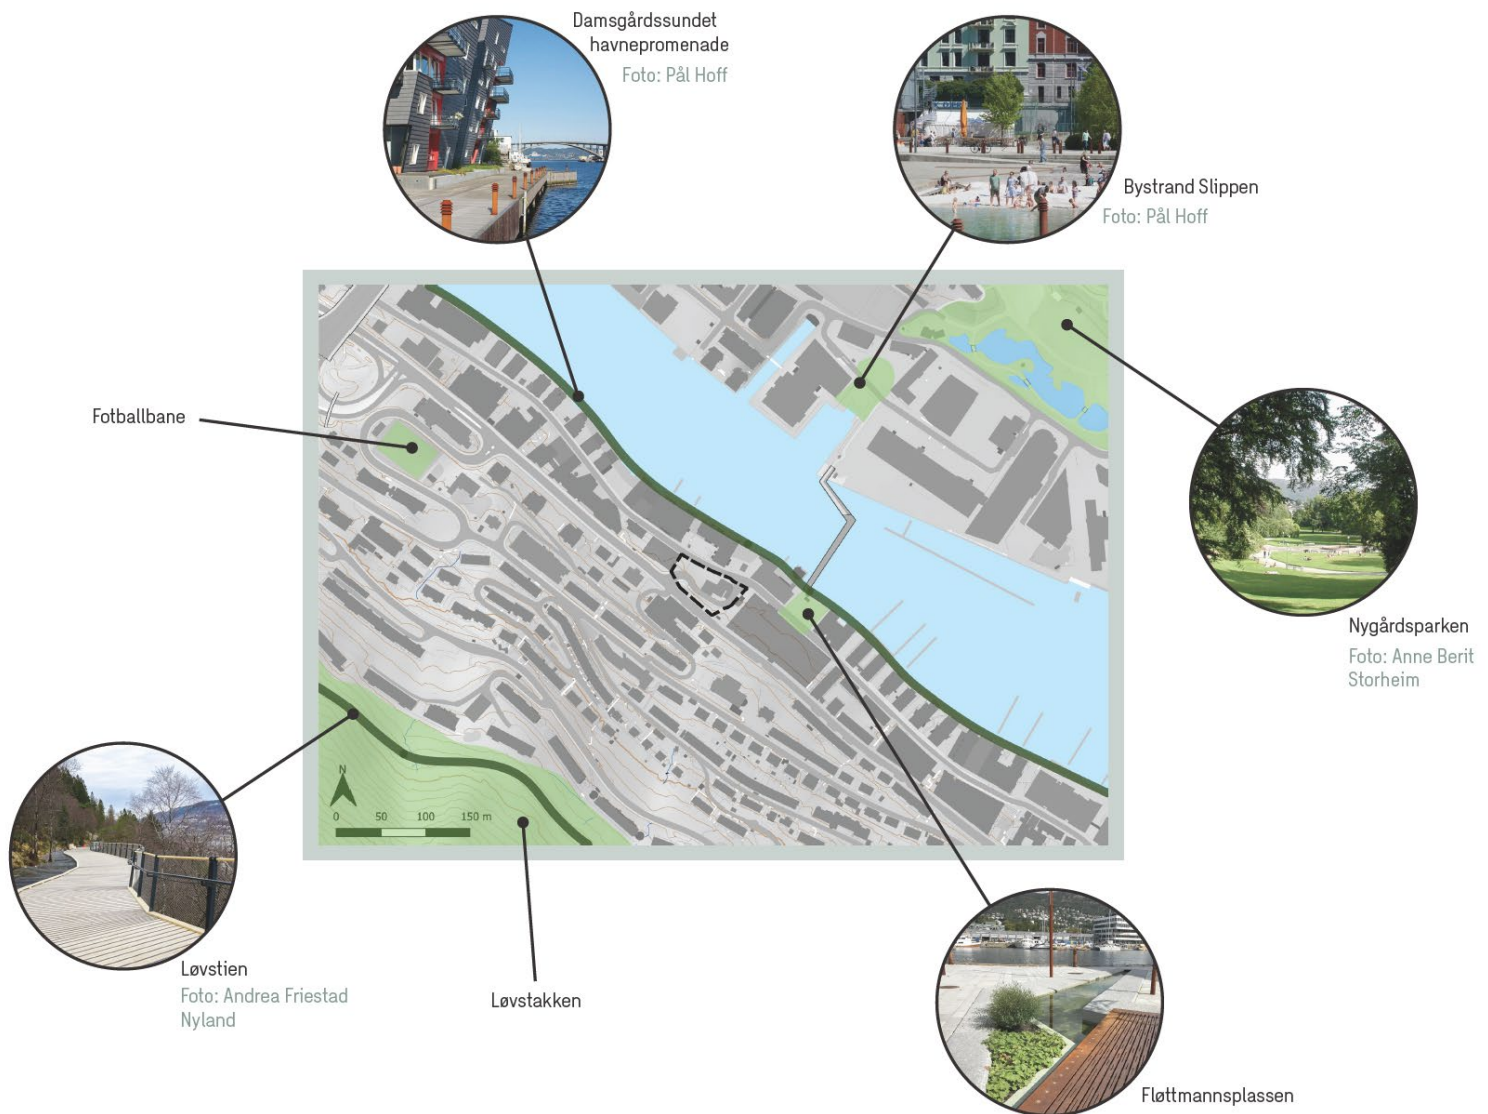 Damsgårdssundet
havnepromenade
Foto: Pål Hoff
Bystrand Slippen
Foto: Pål Hoff
Fotballbane
Nygårdsparken
Foto: Anne Berit
Storheim
N
0 50 100 150 m
Løvstien
Foto: Andrea Friestad
Nyland
Løvstakken
Fløttmannsplassen